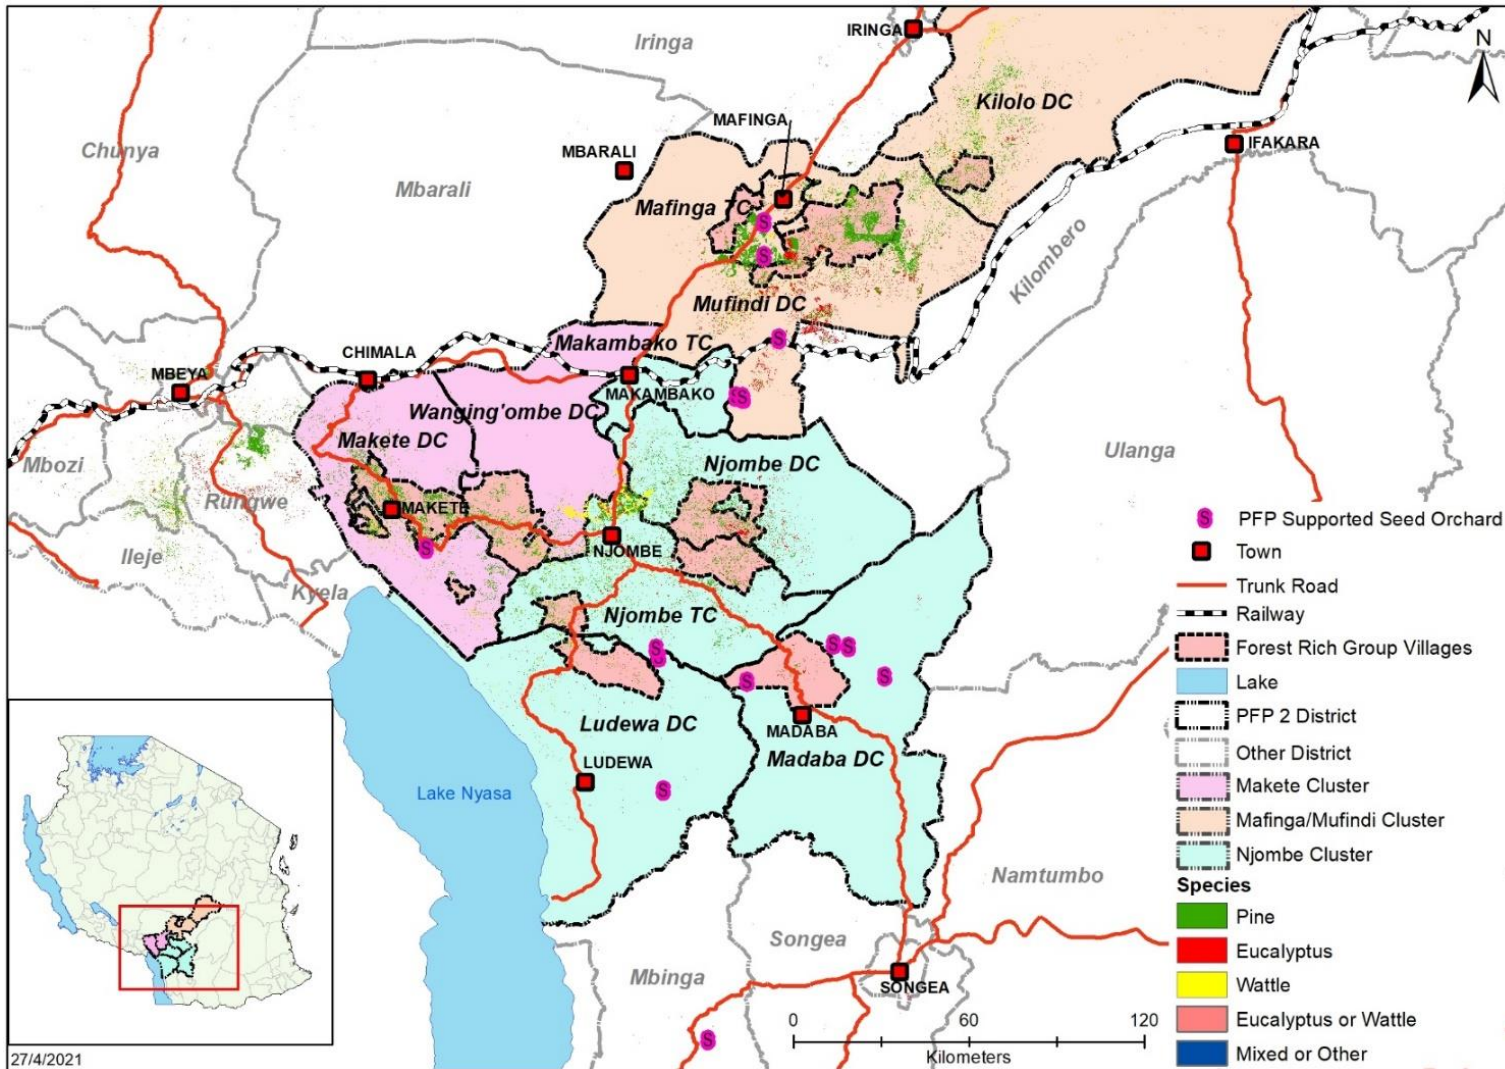 Iringa
IRINGA
N
Kilolo DC
MAFINGA
Chunya
MBARALI
IFAKARA
Mbarali
Mafinga TC
Kilombero
Mufindi DC
Makambako TC
CHIMALA
MBEYA
MAKAMBAKO
Wanging'ombe DC
Makete DC
Mbozi
Njombe DC
Ulanga
Rungwe
MAKETE
NJOMBE
Ileje
Kyela
Njombe TC
Ludewa DC
MADABA
Madaba DC
LUDEWA
Lake Nyasa
Namtumbo
Songea
Mbinga
SONGEA
S PFP Supported Seed Orchard
Town
Trunk Road
Railway
Forest Rich Group Villages
Lake
PFP 2 District
Other District
Makete Cluster
Mafinga/Mufindi Cluster
Njombe Cluster
Species
Pine
Eucalyptus
Wattle
Eucalyptus or Wattle
Mixed or Other
0 60 120
Kilometers
27/4/2021